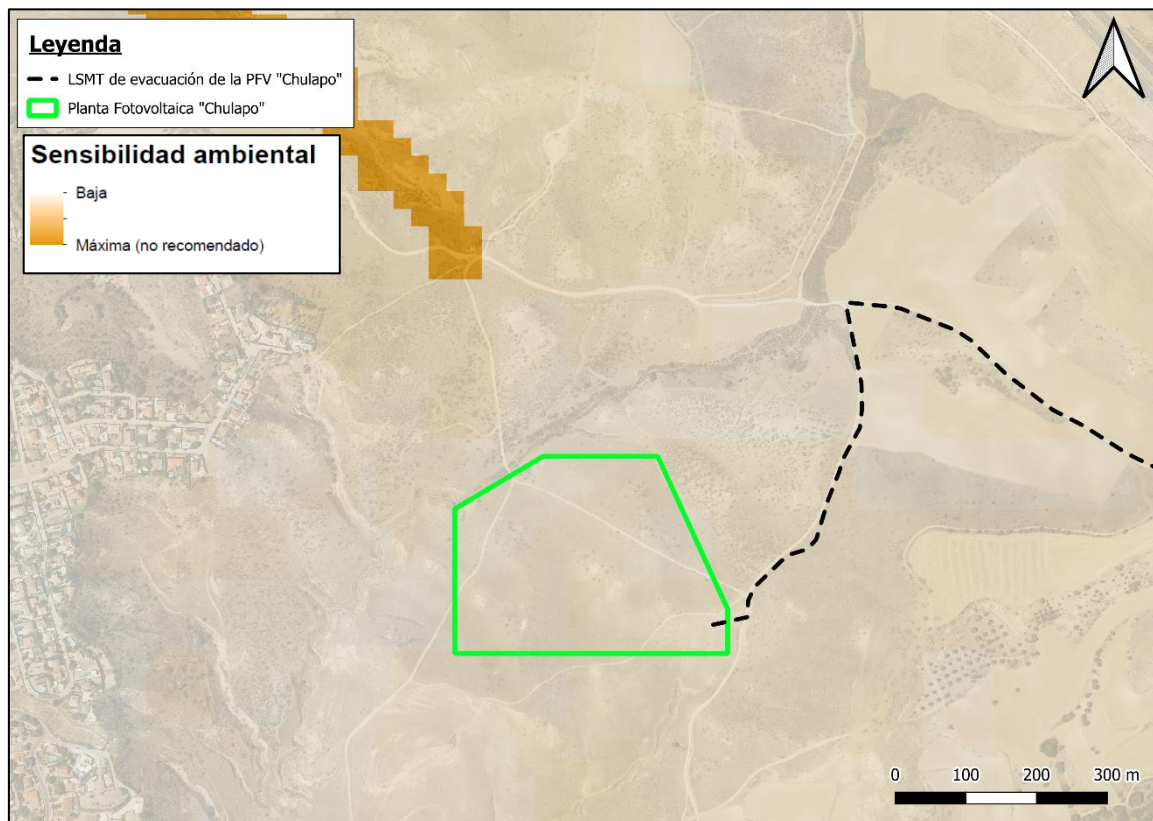 Leyenda
LSMT de evacuación de la PFV "Chulapo"
Planta Fotovoltaica "Chulapo"
Sensibilidad ambiental
Baja
Máxima (no recomendado)
0 100 200 300 m